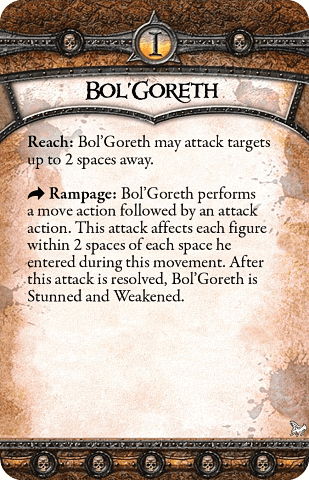 I
BOL'GORETH
Reach: Bol'Goreth may attack targets
up to 2 spaces away.
Rampage: Bol'Goreth performs
a move action followed by an attack
action. This attack affects each figure
within 2 spaces of each space he
entered during this movement. After
this attack is resolved, Bol'Goreth is
Stunned and Weakened.